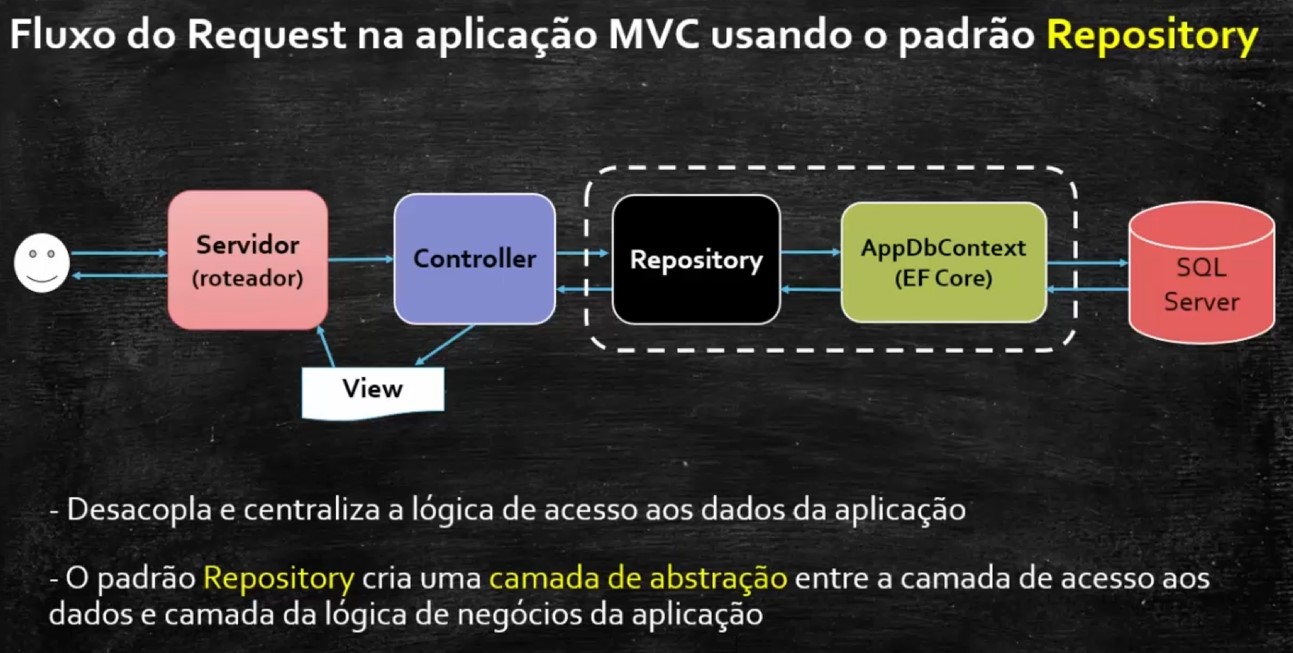 Fluxo do Request na aplicação MVC usando o padrão Repository
Servidor
(roteador)
Controller
Repository
AppDbContext
(EF Core)
SQL
Server
View
- Desacopla e centraliza a lógica de acesso aos dados da aplicação
- O padrão Repository cria uma camada de abstração entre a camada de acesso aos
dados e camada da lógica de negócios da aplicação